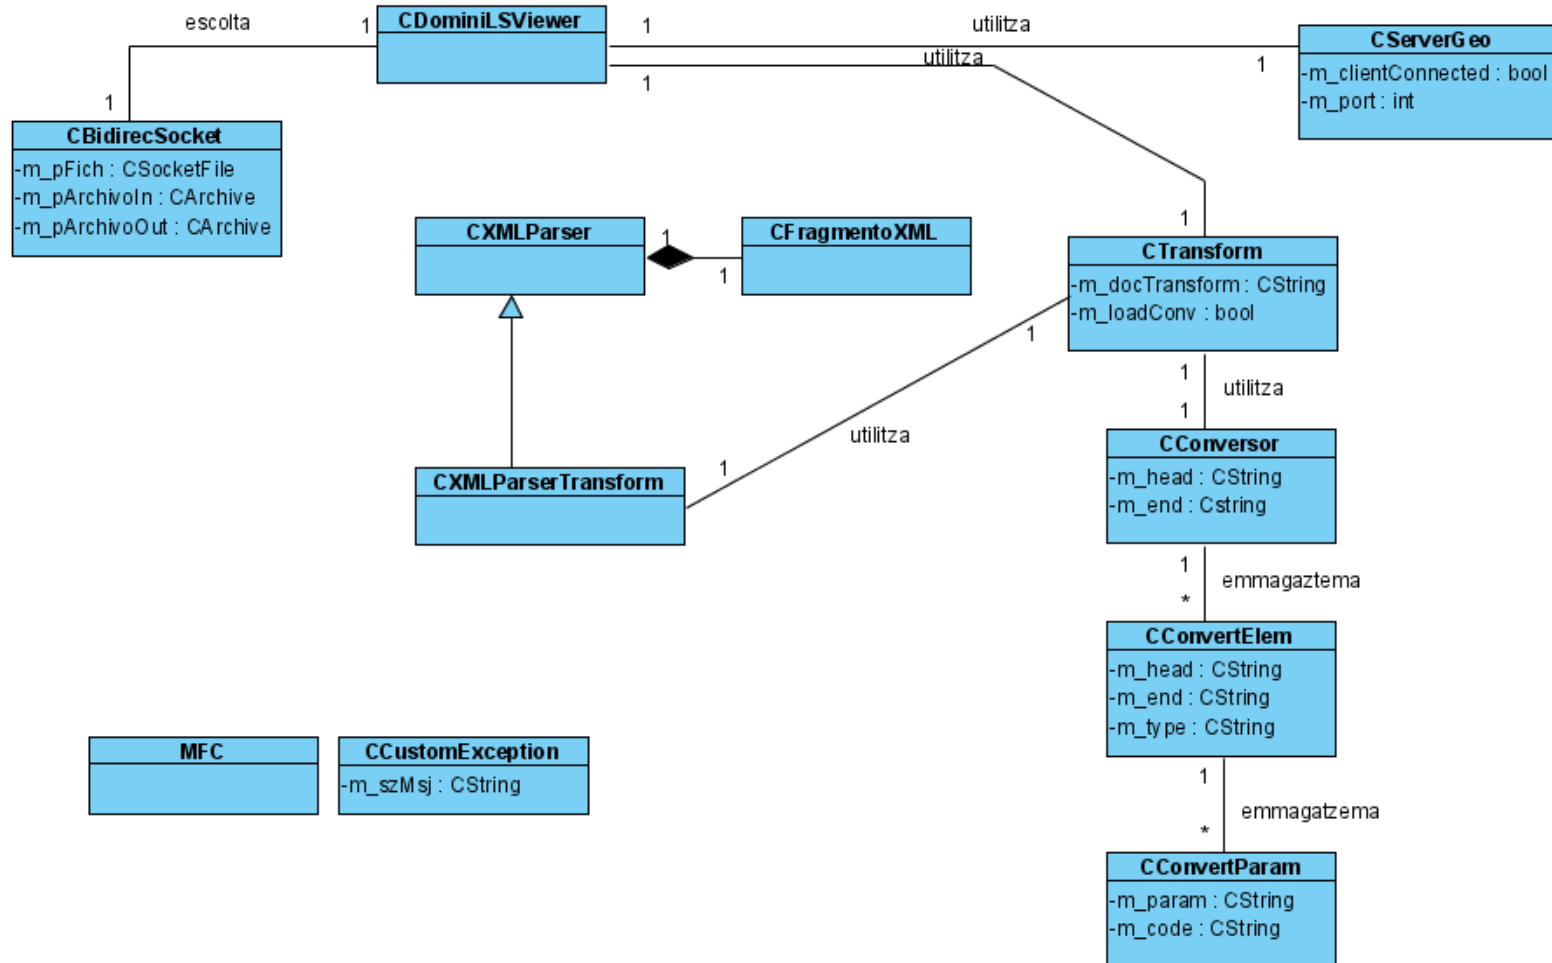 CDominiLSViewer
escolta
1
1
utilitza
CServerGeo
-m_clientConnected : bool
-m_port : int
1
utilitza
1
1
CBidirecSocket
-m_pFich : CSocketFile
-m_pArchivoIn : CArchive
-m_pArchivoOut : CArchive
CXMLParser
1
1
CFragmentoXML
1
CTransform
-m_docTransform : CString
-m_loadConv : bool
1
utilitza
1
1
utilitza
1
CXMLParserTransform
CConversor
-m_head : CString
-m_end : Cstring
1
emmagaztema
*
CConvertElem
-m_head : CString
-m_end : CString
-m_type : CString
MFC
CCustomException
-m_szMsj : CString
1
emmagatzema
*
CConvertParam
-m_param : CString
-m_code : CString